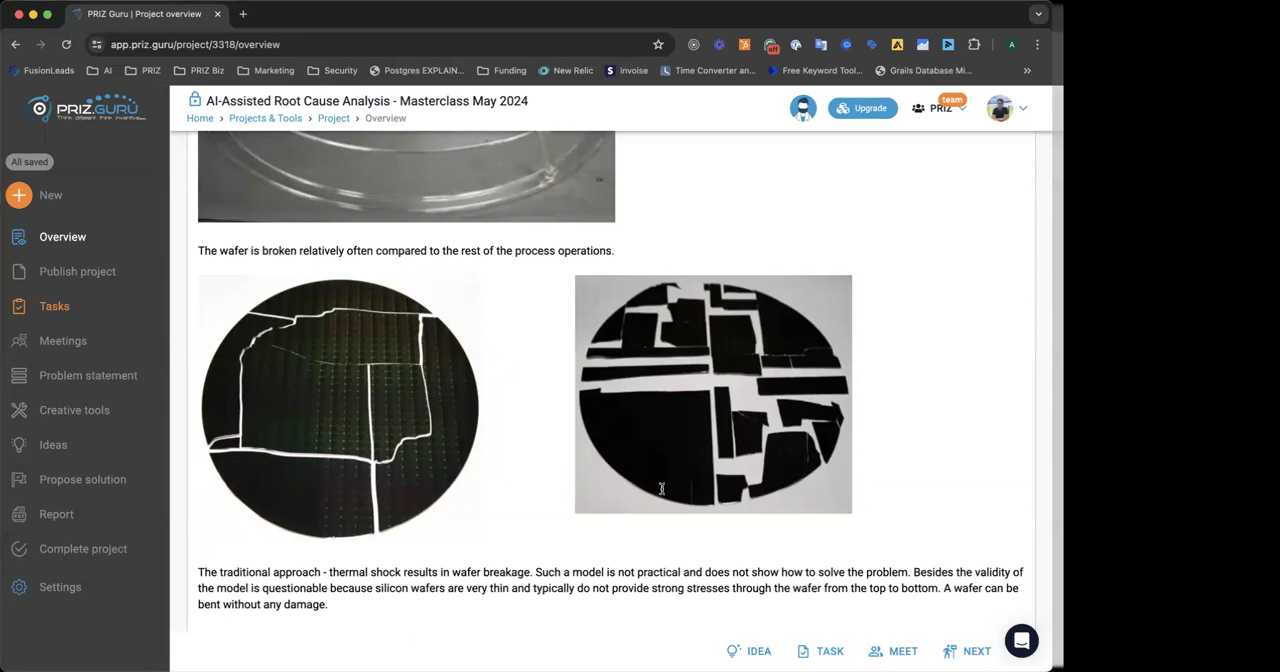 PRIZ Guru | Project overview
app.priz.guru/project/3318/overview
off
A
FusionLeads
AI
PRIZ
PRIZ Biz
Marketing
Security
Postgres EXPLAIN...
Funding
New Relic
invoise
Time Converter an...
Free Keyword Tool...
Grails Database Mi...
PRIZ.GURU
Think different, think inventive...
AI-Assisted Root Cause Analysis - Masterclass May 2024
Home > Projects & Tools > Project > Overview
Upgrade
PRIZ
team
All saved
New
Overview
Publish project
Tasks
Meetings
Problem statement
Creative tools
Ideas
Propose solution
Report
Complete project
Settings
The wafer is broken relatively often compared to the rest of the process operations.
The traditional approach - thermal shock results in wafer breakage. Such a model is not practical and does not show how to solve the problem. Besides the validity of
the model is questionable because silicon wafers are very thin and typically do not provide strong stresses through the wafer from the top to bottom. A wafer can be
bent without any damage.
IDEA
TASK
MEET
NEXT